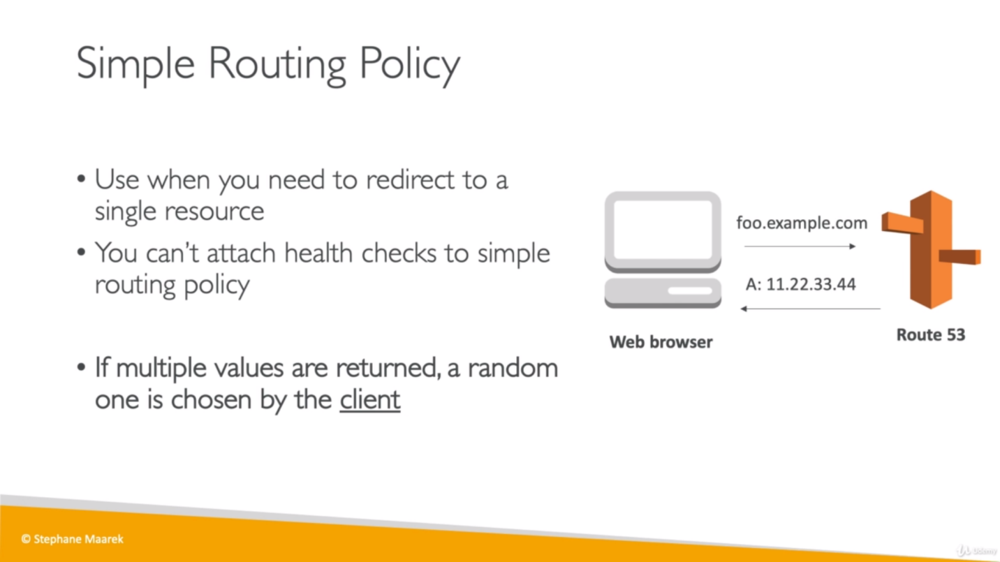 Simple Routing Policy
• Use when you need to redirect to a
single resource
• You can't attach health checks to simple
routing policy
• If multiple values are returned, a random
one is chosen by the client
foo.example.com
A: 11.22.33.44
Web browser
Route 53
© Stephane Maarek
Udemy